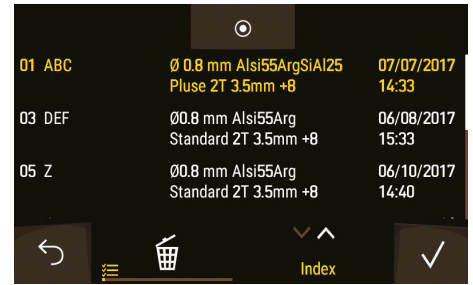 01 ABC Ø 0.8 mm Alsi55ArgSiAl25 07/07/2017
Pluse 2T 3.5mm +8 14:33
03 DEF Ø0.8 mm Alsi55Arg 06/08/2017
Standard 2T 3.5mm +8 15:33
05 Z Ø0.8 mm Alsi55Arg 06/10/2017
Standard 2T 3.5mm +8 14:40
Index